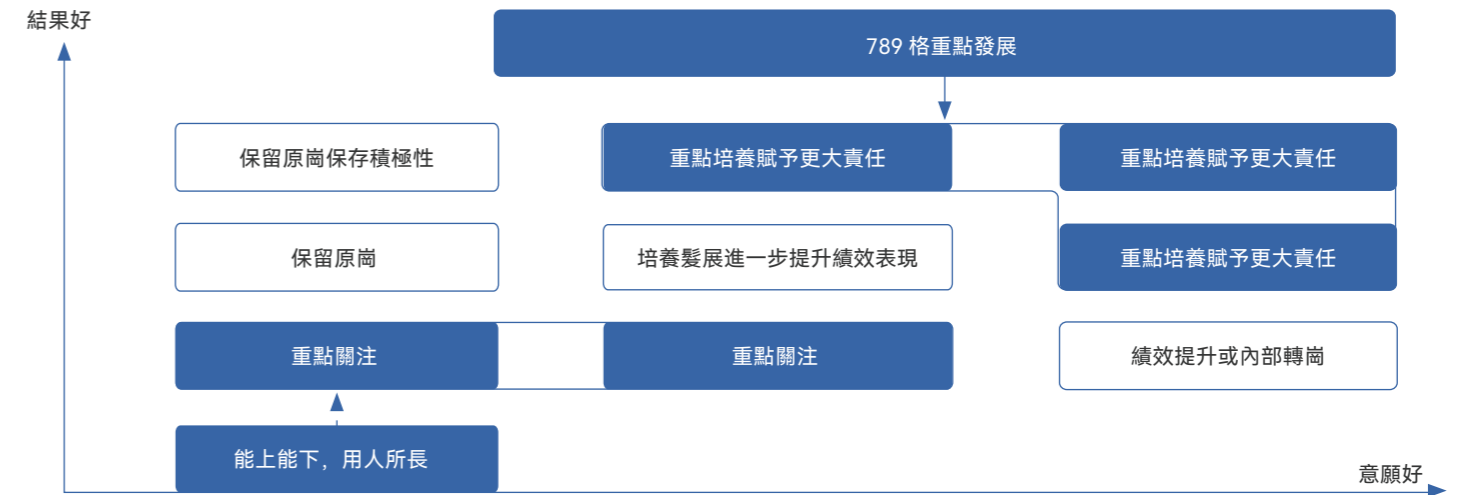 結果好
789 格重點發展
保留原崗保存積極性
重點培養賦予更大責任
重點培養賦予更大責任
保留原崗
培養髮展進一步提升績效表現
重點培養賦予更大責任
重點關注
重點關注
績效提升或內部轉崗
能上能下，用人所長
意願好